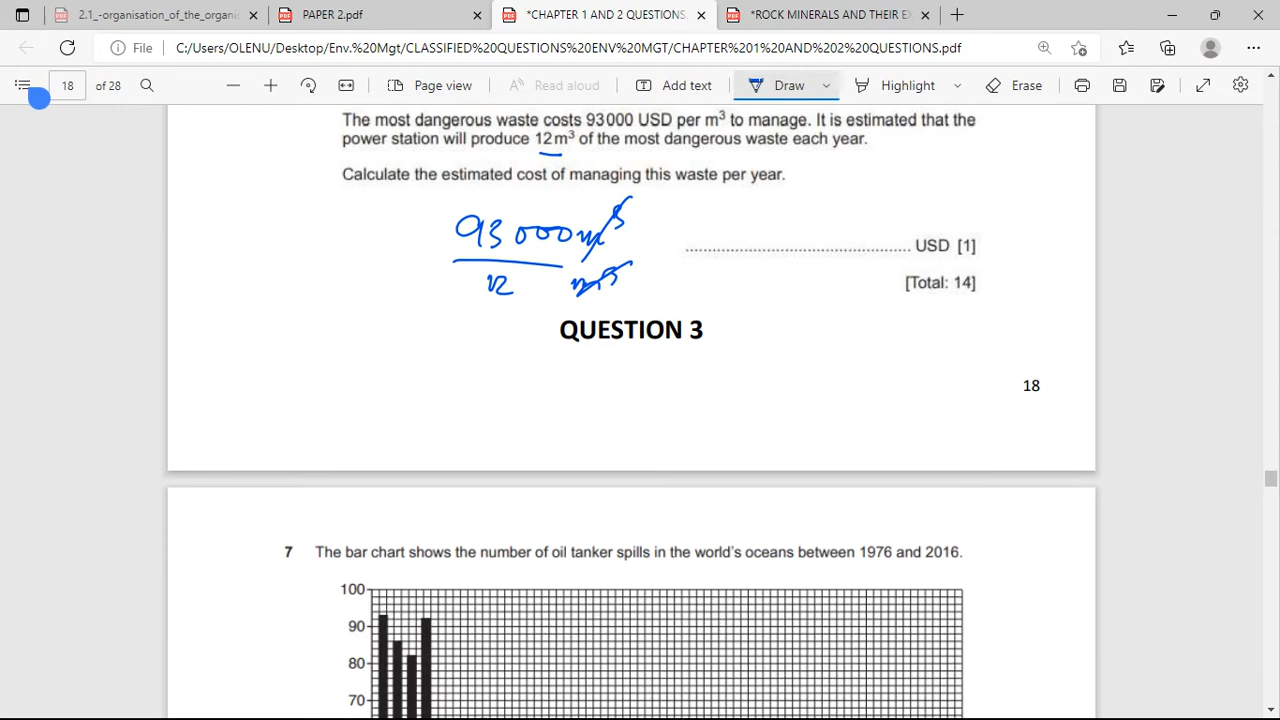 2.1_-organisation_of_the_organi
PAPER 2.pdf
*CHAPTER 1 AND 2 QUESTIONS.
*ROCK MINERALS AND THEIR EX
File
C:/Users/OLENU/Desktop/Env.%20Mgt/CLASSIFIED%20QUESTIONS%20ENV%20MGT/CHAPTER%201%20AND%202%20QUESTIONS.pdf
18 of 28
Page view
Read aloud
Add text
Draw
Highlight
Erase
The most dangerous waste costs 93000 USD per m³ to manage. It is estimated that the
power station will produce 12m³ of the most dangerous waste each year.
Calculate the estimated cost of managing this waste per year.
93 000 m³
12 m³
.............................................. USD [1]
[Total: 14]
QUESTION 3
18
7 The bar chart shows the number of oil tanker spills in the world's oceans between 1976 and 2016.
100
90
80
70